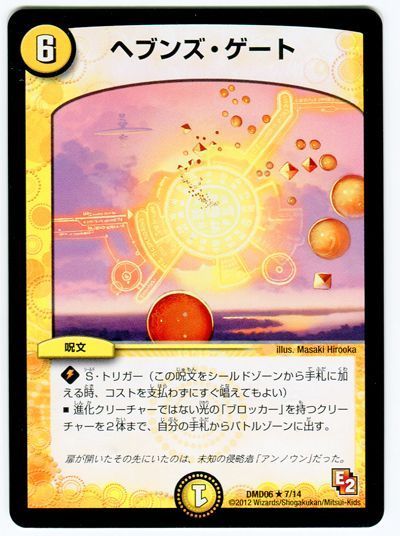 6
ヘブンズ・ゲート
illus. Masaki Hirooka
呪文
S・トリガー（この呪文をシールドゾーンから手札に加
える時、コストを支払わずにすぐ唱えてもよい）
■ 進化クリーチャーではない光の「ブロッカー」を持つクリ
ーチャーを2体まで、自分の手札からバトルゾーンに出す。
扉が開いたその先にいたのは、未知の侵略者「アンノウン」だった。
1
DMD06 ★ 7/14
©2012 Wizards/Shogakukan/Mitsui-Kids
E2